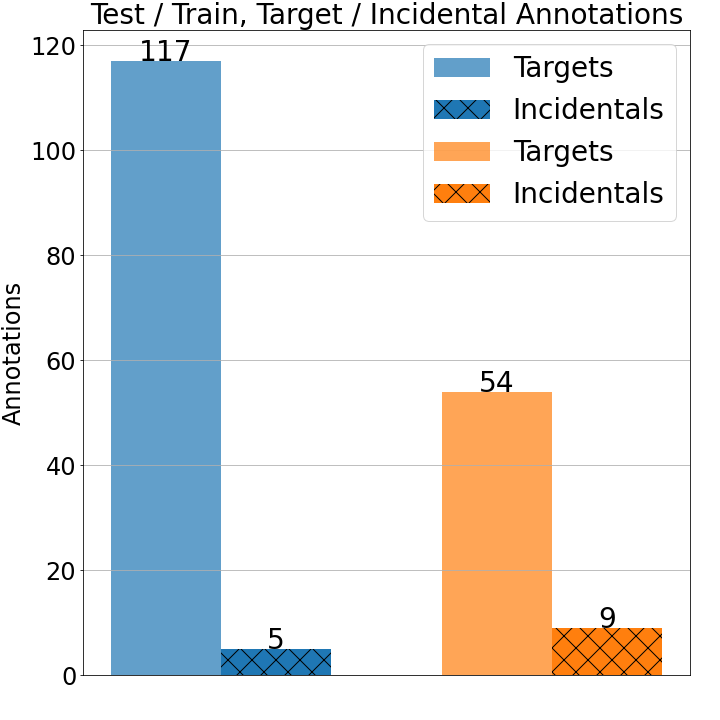 Test / Train, Target / Incidental Annotations
120
100
80
60
40
20
0
Annotations
117
5
54
9
Targets
Incidentals
Targets
Incidentals